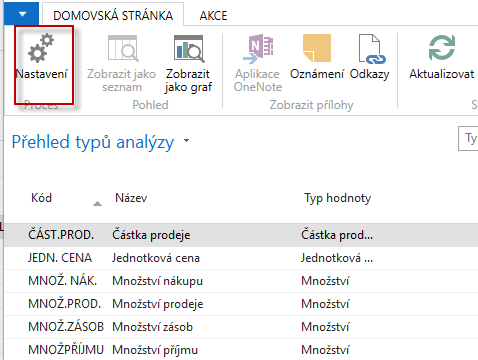 DOMOVSKÁ STRÁNKA AKCE
Nastavení Zobrazit jako seznam Zobrazit jako graf Aplikace OneNote Oznámení Odkazy Aktualizovat
Proces Pohled Zobrazit přílohy S
Přehled typů analýzy Ty
Kód Název Typ hodnoty
ČÁST.PROD. Částka prodeje Částka prod...
JEDN. CENA Jednotková cena Jednotková ...
MNOŽ. NÁK. Množství nákupu Množství
MNOŽ.PROD. Množství prodeje Množství
MNOŽ.ZÁSOB Množství zásob Množství
MNOŽPŘÍJMU Množství příjmu Množství